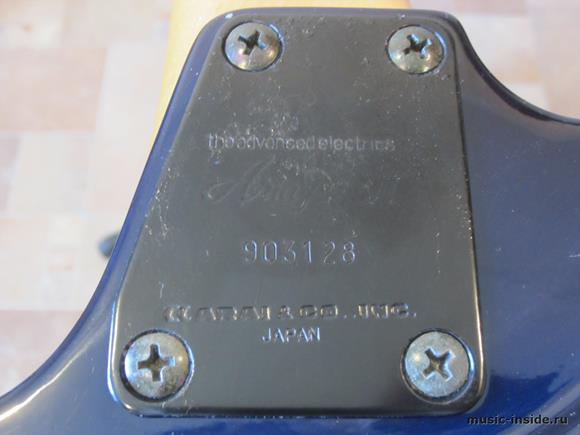 the advanced electrics
903128
ARAI & CO., INC.
JAPAN
music-inside.ru